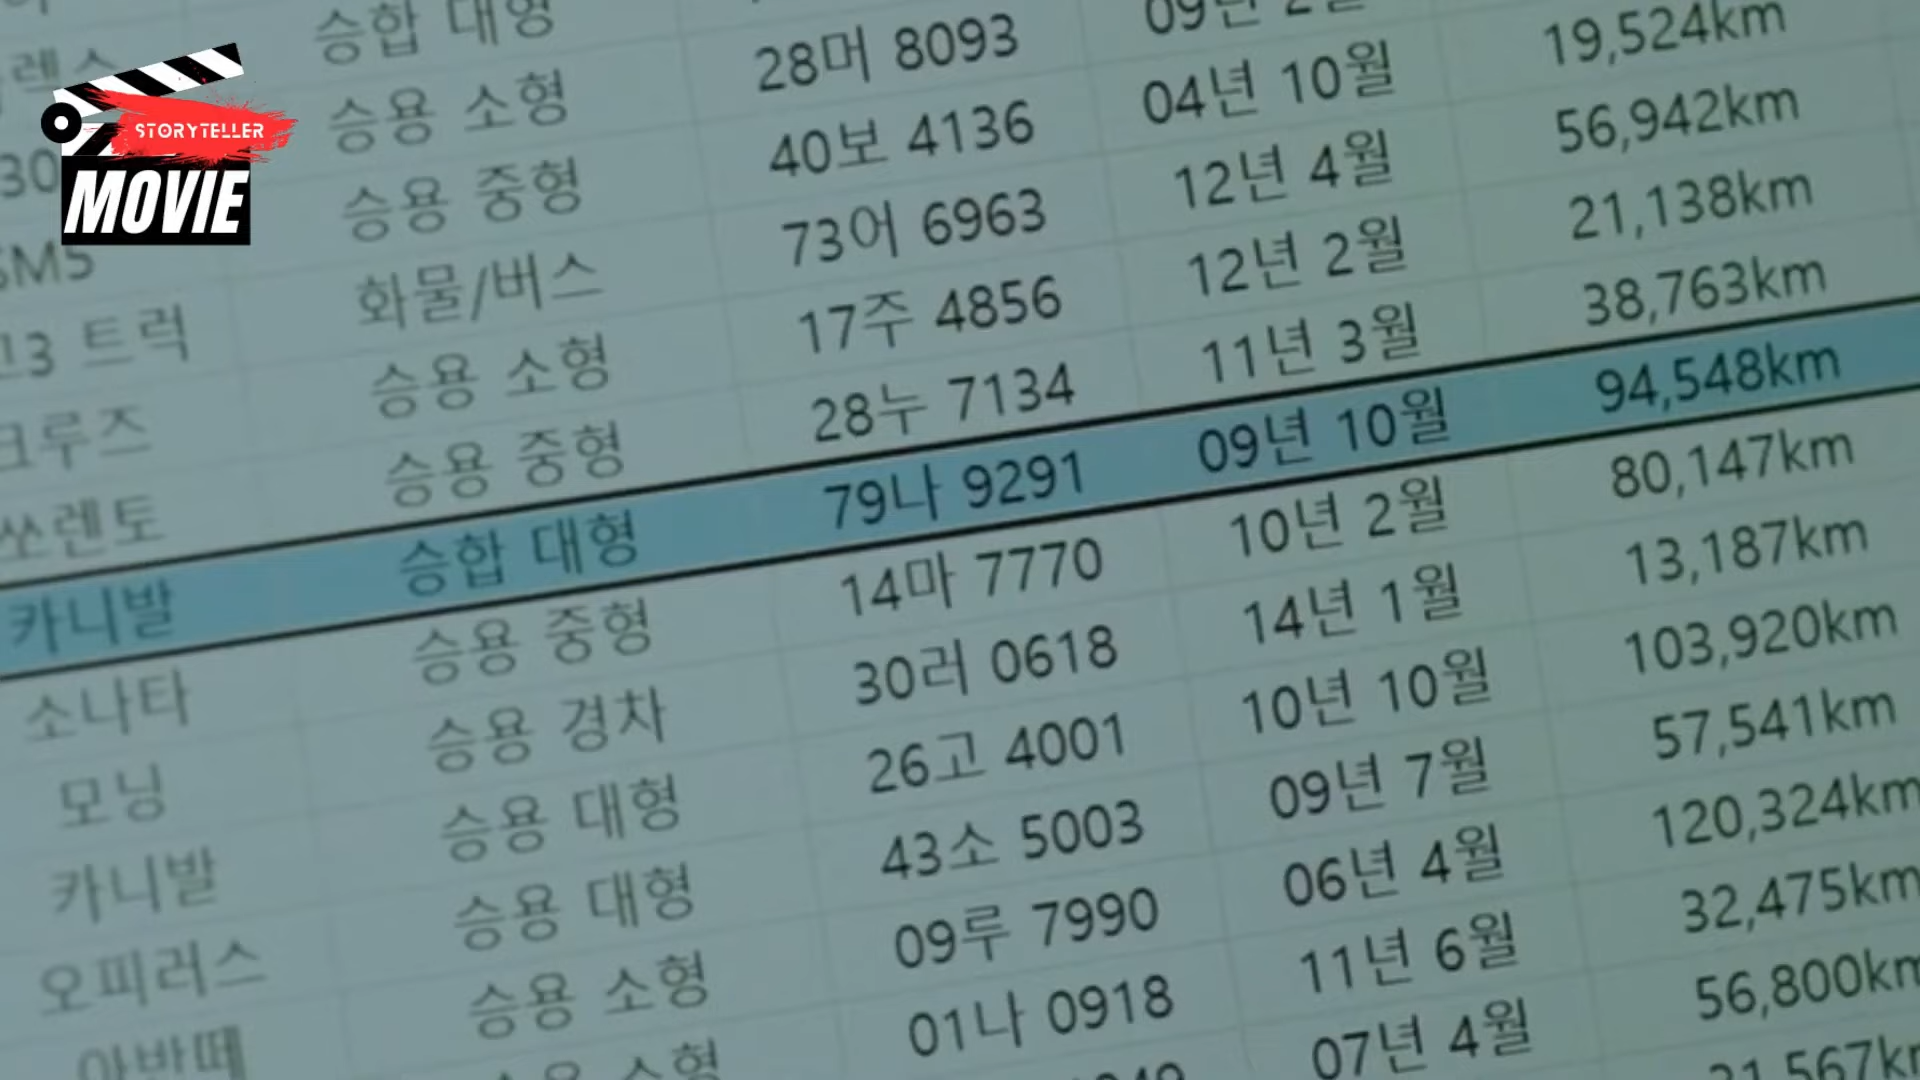 STORYTELLER
MOVIE
승합 대형
30 승용 소형 28머 8093 09년
SM5 승용 중형 40보 4136 04년 10월 19,524km
13 트럭 화물/버스 73어 6963 12년 4월 56,942km
크루즈 승용 소형 17주 4856 12년 2월 21,138km
쏘렌토 승용 중형 28누 7134 11년 3월 38,763km
카니발 승합 대형 79나 9291 09년 10월 94,548km
소나타 승용 중형 14마 7770 10년 2월 80,147km
모닝 승용 경차 30러 0618 14년 1월 13,187km
카니발 승용 대형 26고 4001 10년 10월 103,920km
오피러스 승용 대형 43소 5003 09년 7월 57,541km
아반떼 승용 소형 09루 7990 06년 4월 120,324km
소형 01나 0918 11년 6월 32,475km
07년 4월 56,800km